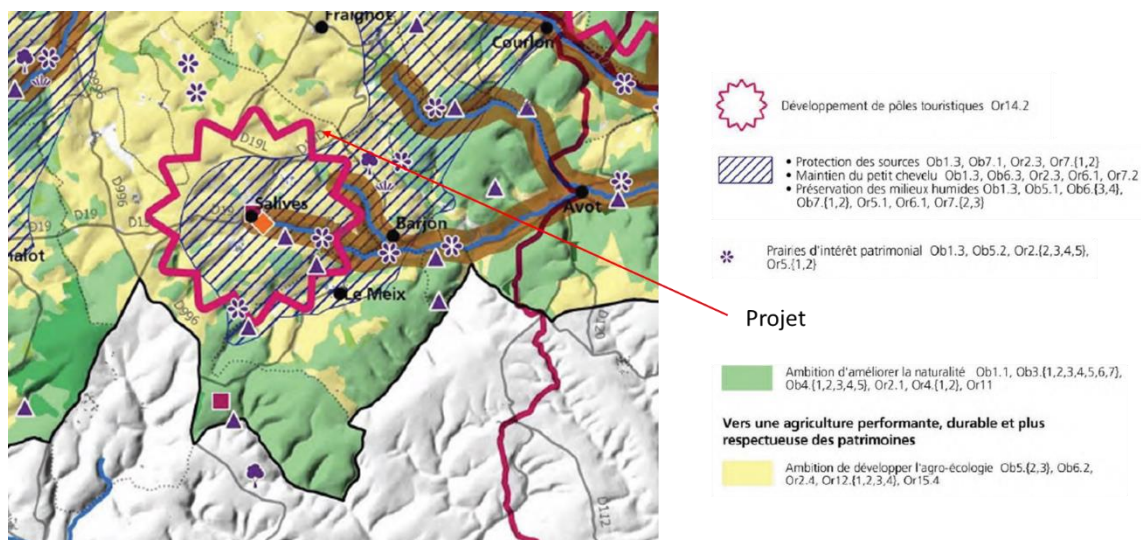 Fraignot
Courlon
D996
D19L
D19
Salives
D996
D19
D19
Barjon
Avot
Le Meix
D996
D120
D112
Projet
Développement de pôles touristiques Or14.2
• Protection des sources Ob1.3, Ob7.1, Or2.3, Or7.{1,2}
• Maintien du petit chevelu Ob1.3, Ob6.3, Or2.3, Or6.1, Or7.2
• Préservation des milieux humides Ob1.3, Ob5.1, Ob6.{3,4},
Ob7.{1,2}, Or5.1, Or6.1, Or7.{2,3}
Prairies d'intérêt patrimonial Ob1.3, Ob5.2, Or2.{2,3,4,5},
Or5.{1,2}
Ambition d'améliorer la naturalité Ob1.1, Ob3.{1,2,3,4,5,6,7},
Ob4.{1,2,3,4,5}, Or2.1, Or4.{1,2}, Or11
Vers une agriculture performante, durable et plus
respectueuse des patrimoines
Ambition de développer l'agro-écologie Ob5.{2,3}, Ob6.2,
Or2.4, Or12.{1,2,3,4}, Or15.4